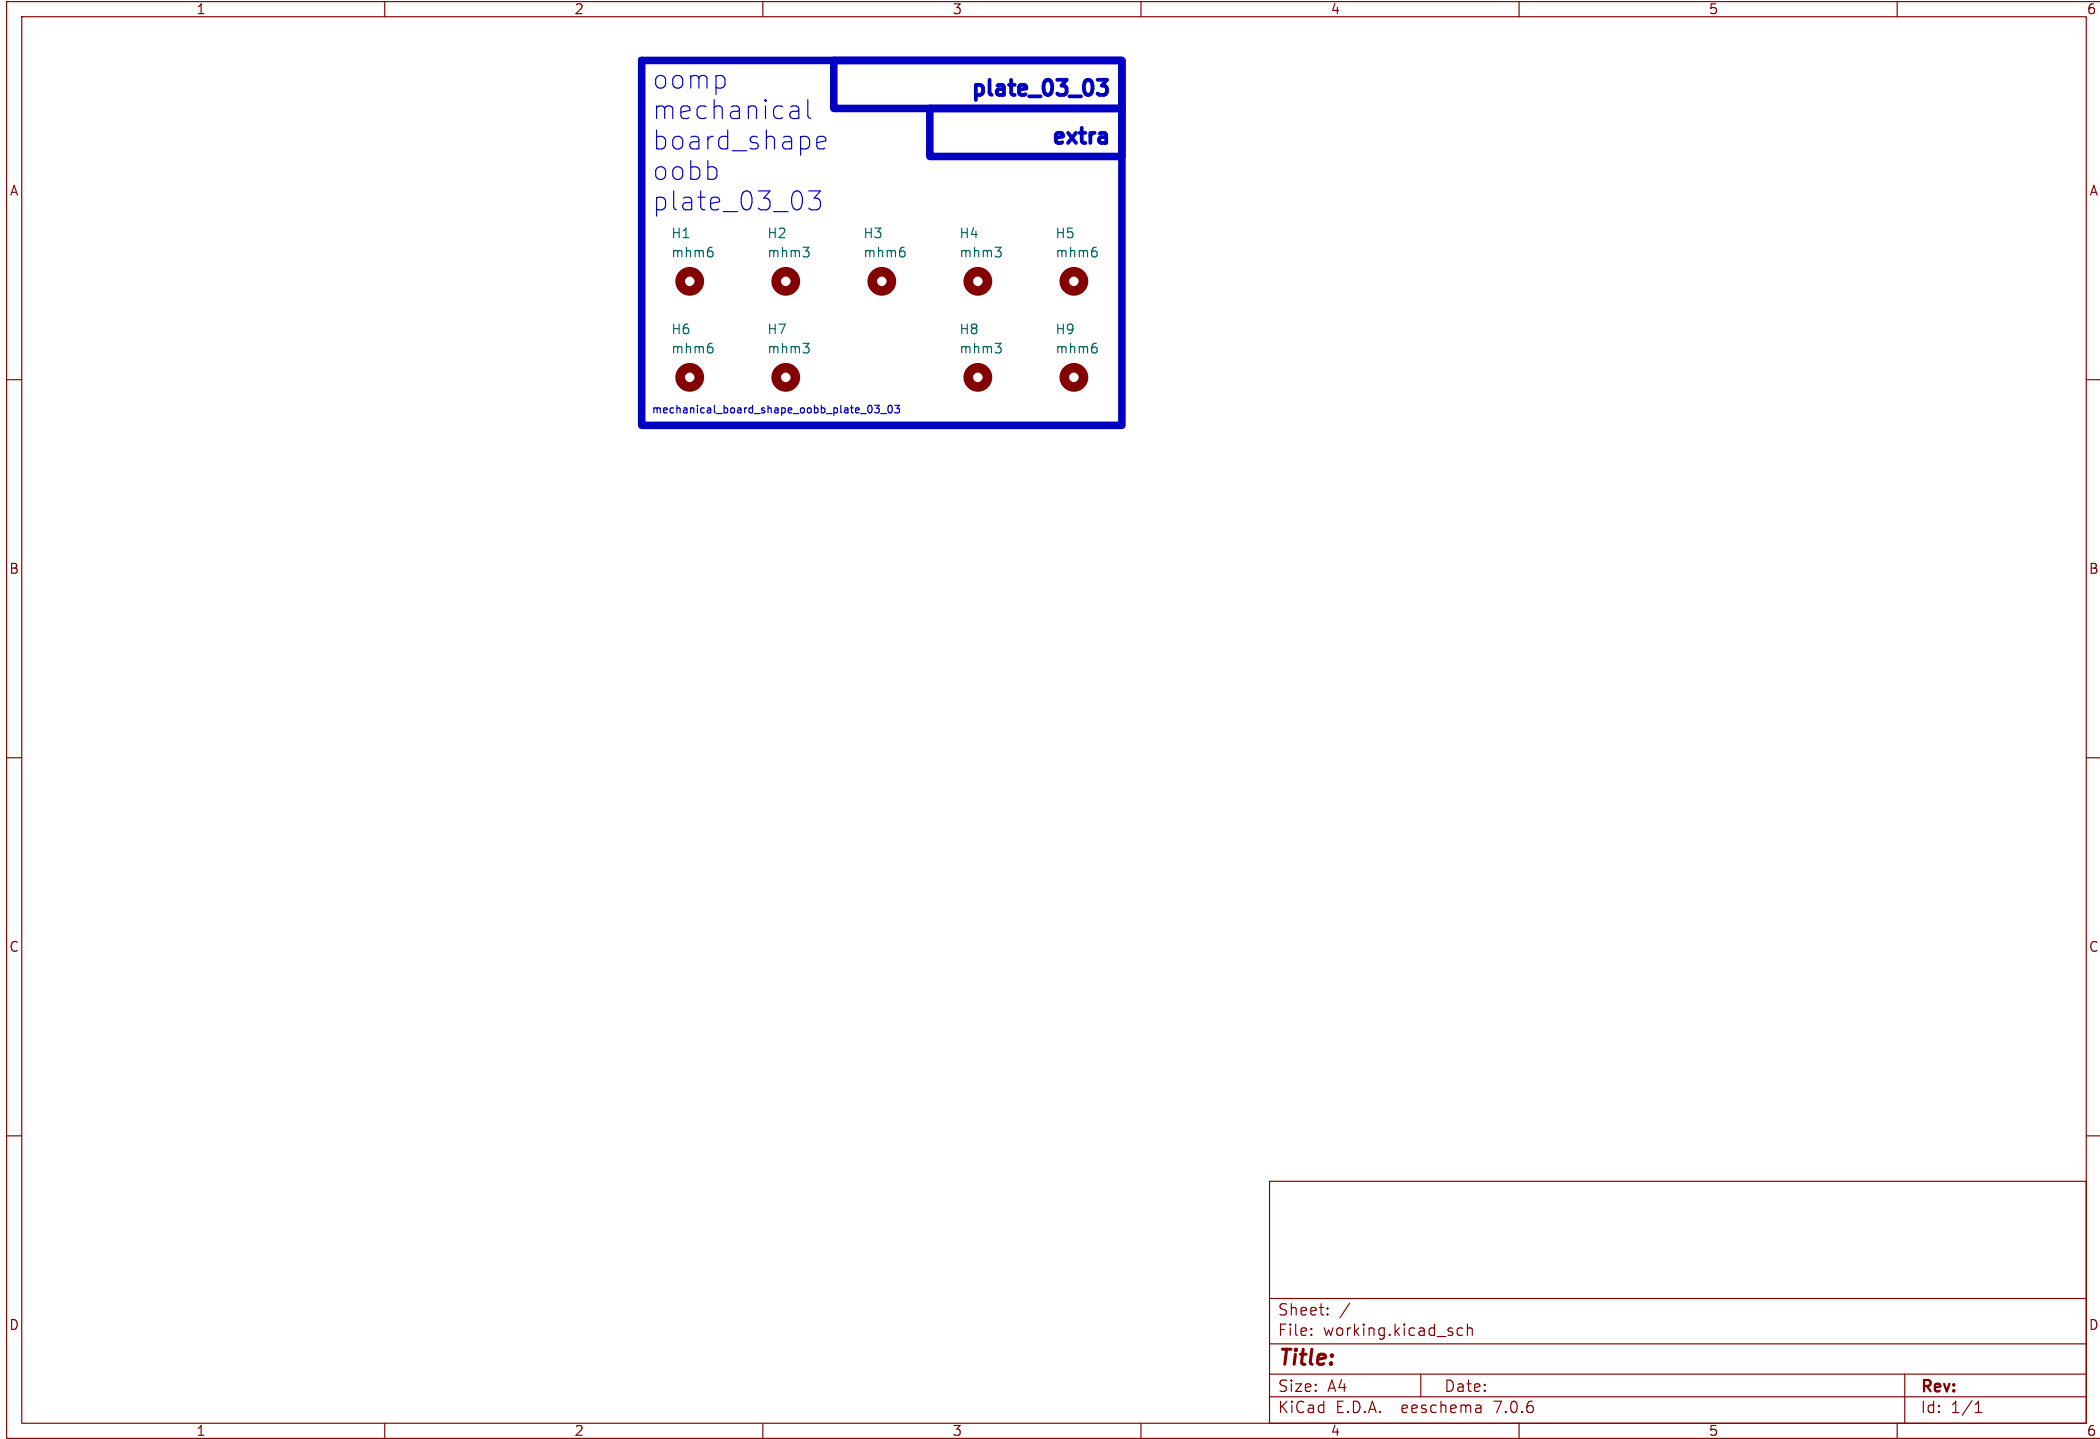 1 2 3 4 5 6
oomp
mechanical
board_shape
oobb
plate_03_03
plate_03_03
extra
H1 H2 H3 H4 H5
mhm6 mhm3 mhm6 mhm3 mhm6
H6 H7 H8 H9
mhm6 mhm3 mhm3 mhm6
mechanical_board_shape_oobb_plate_03_03
A A
B B
C C
D D
Sheet: /
File: working.kicad_sch
Title:
Size: A4 Date: Rev:
KiCad E.D.A. eeschema 7.0.6 Id: 1/1
1 2 3 4 5 6